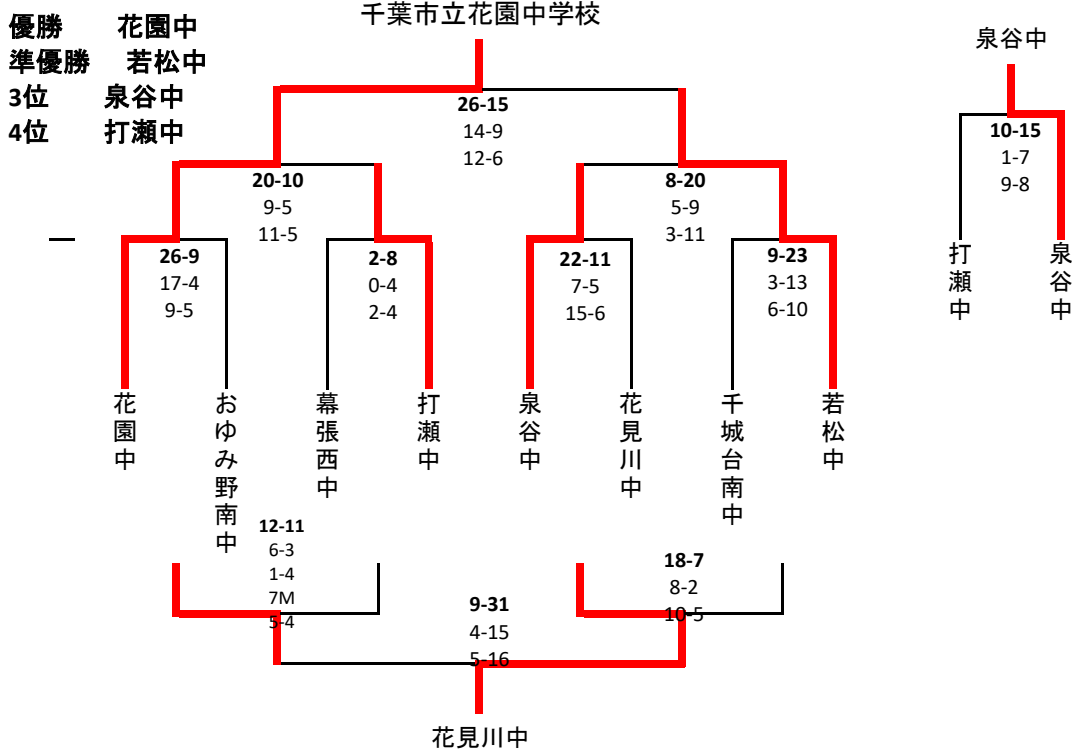 千葉市立花園中学校
優勝 花園中
準優勝 若松中
3位 泉谷中
4位 打瀬中
泉谷中
26-15
14-9
12-6
10-15
1-7
9-8
打瀬中
泉谷中
20-10
9-5
11-5
8-20
5-9
3-11
26-9
17-4
9-5
2-8
0-4
2-4
22-11
7-5
15-6
9-23
3-13
6-10
花園中
おゆみ野南中
幕張西中
打瀬中
泉谷中
花見川中
千城台南中
若松中
12-11
6-3
1-4
7M
5-4
18-7
8-2
10-5
9-31
4-15
5-16
花見川中